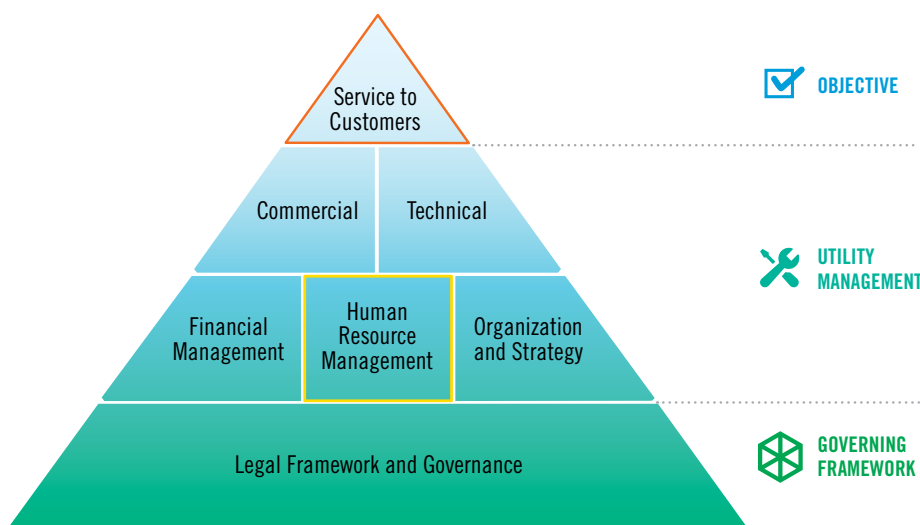 Service to
Customers
OBJECTIVE
Commercial
Technical
UTILITY
MANAGEMENT
Financial
Management
Human
Resource
Management
Organization
and Strategy
Legal Framework and Governance
GOVERNING
FRAMEWORK